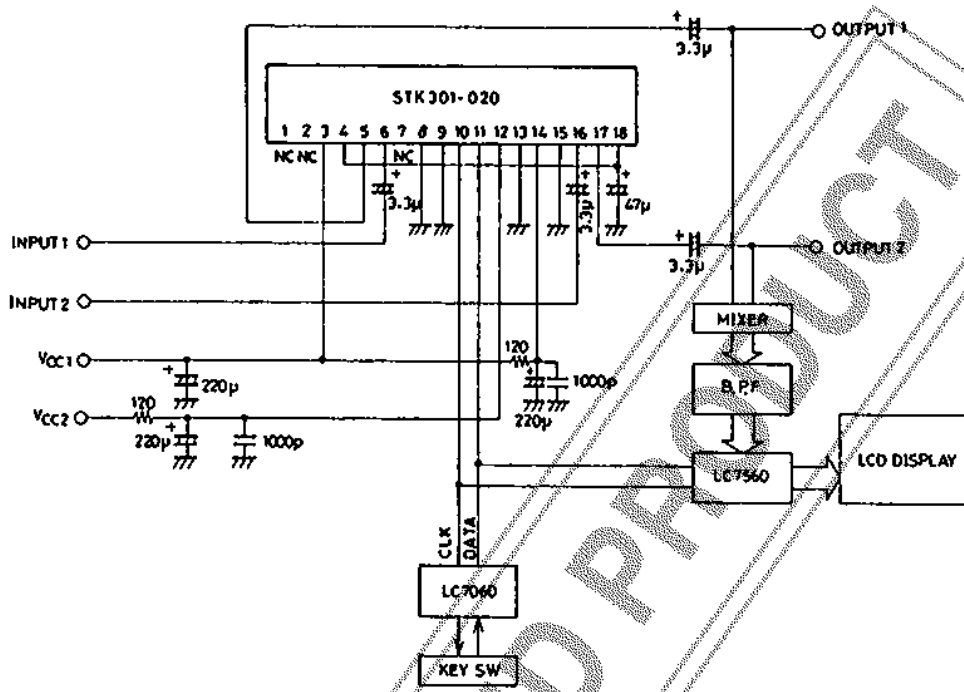 OUTPUT 1
+
3.3μ
STK301-020
1 2 3 4 5 6 7 8 9 10 11 12 13 14 15 16 17 18
NC NC NC
+
3.3μ
+
3.3μ
+
47μ
INPUT 1
+
3.3μ
OUTPUT 2
INPUT 2
MIXER
VCC1
120
+
220μ
+
220μ
1000p
B.P.F
VCC2
120
+
220μ
1000p
LC7560
LCD DISPLAY
CLK
DATA
LC7060
KEY SW
D PRODUCT